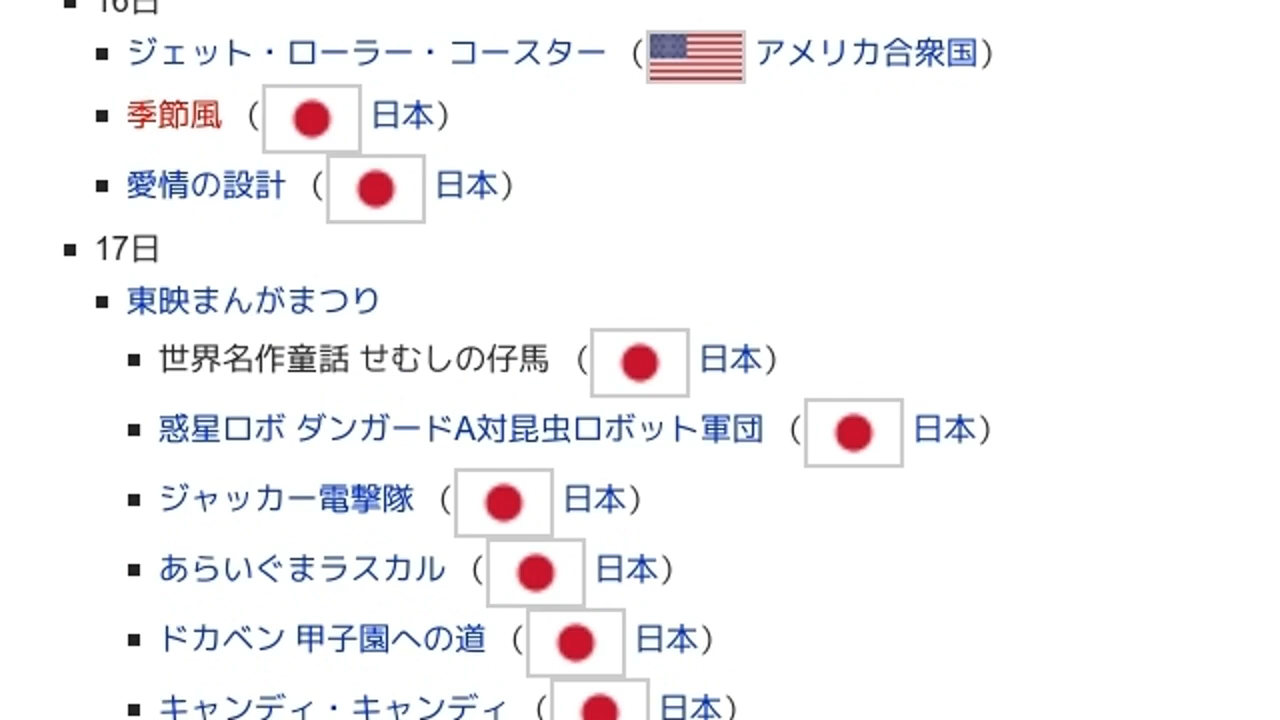 16日
ジェット・ローラー・コースター （ アメリカ合衆国）
季節風 （ 日本）
愛情の設計 （ 日本）
17日
東映まんがまつり
世界名作童話 せむしの仔馬 （ 日本）
惑星ロボ ダンガードA対昆虫ロボット軍団 （ 日本）
ジャッカー電撃隊 （ 日本）
あらいぐまラスカル （ 日本）
ドカベン 甲子園への道 （ 日本）
キャンディ・キャンディ （ 日本）